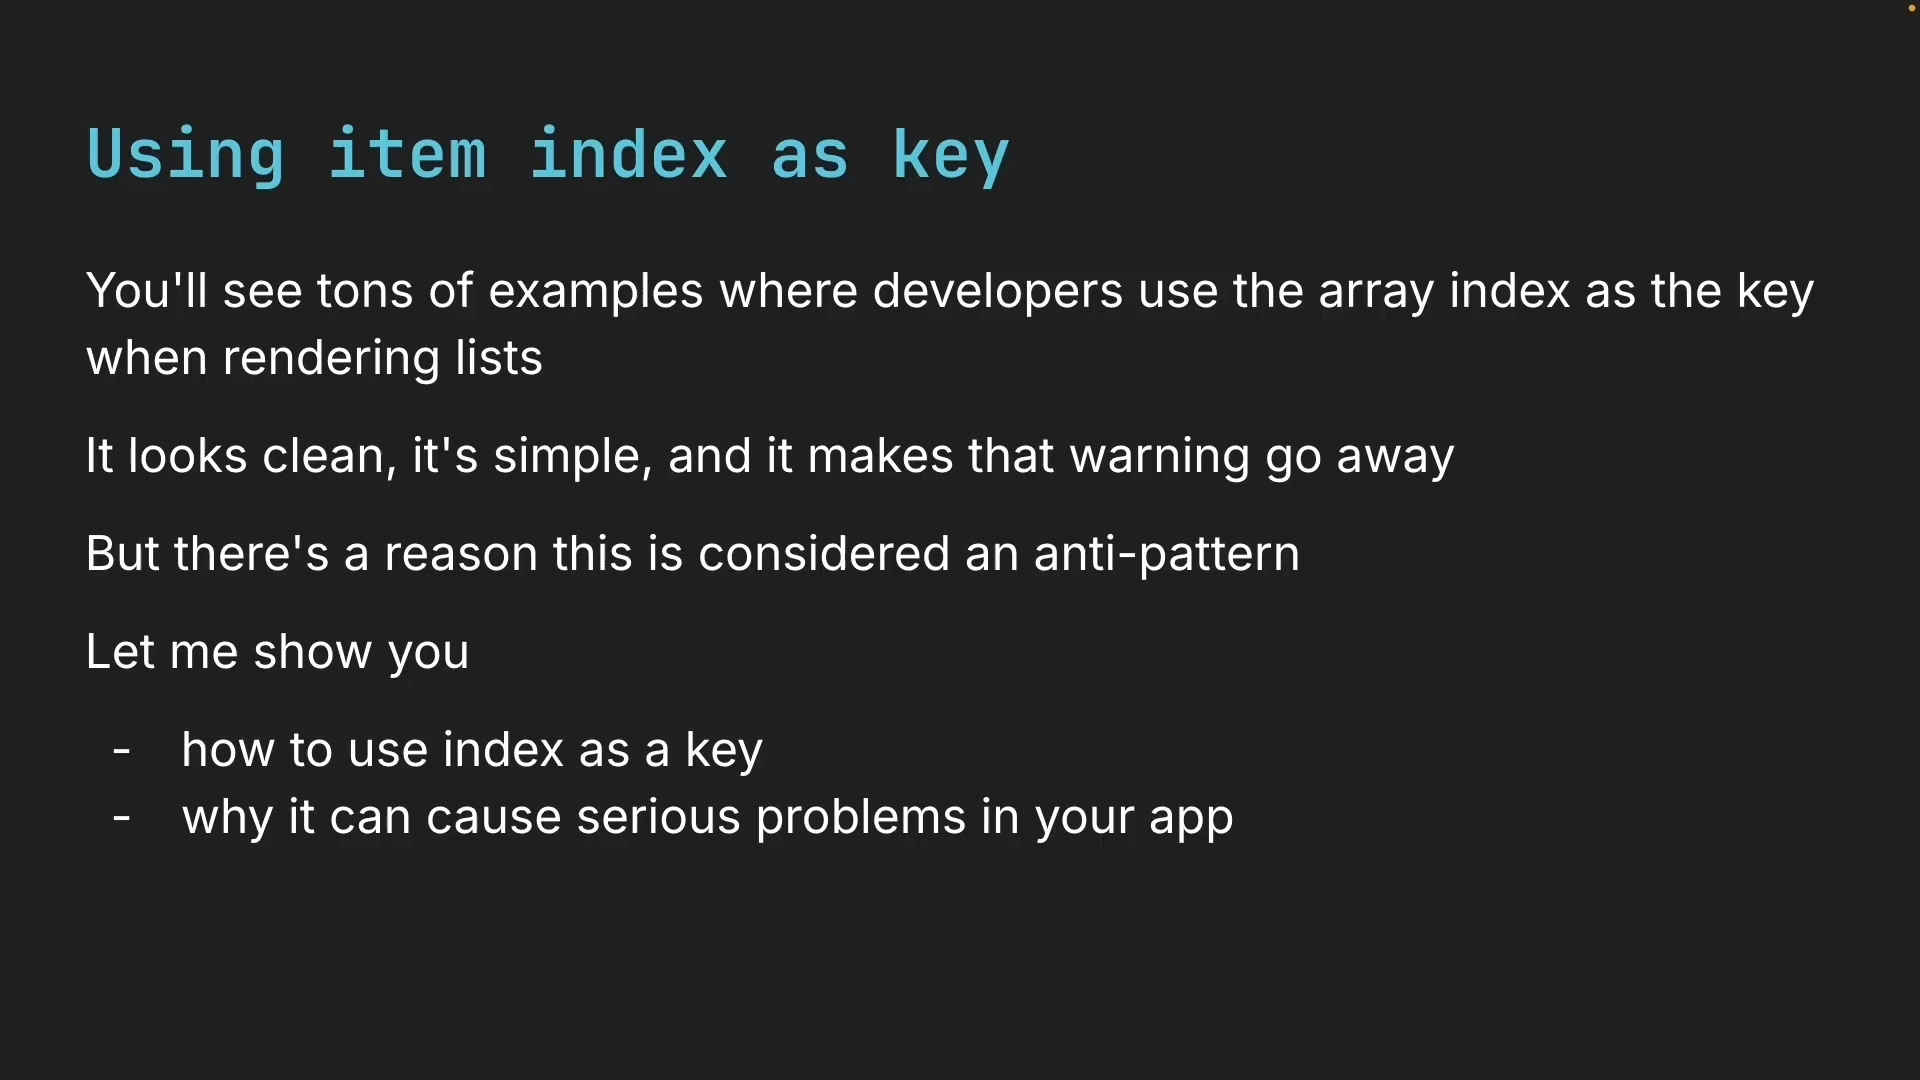 Using item index as key
You'll see tons of examples where developers use the array index as the key
when rendering lists
It looks clean, it's simple, and it makes that warning go away
But there's a reason this is considered an anti-pattern
Let me show you
- how to use index as a key
- why it can cause serious problems in your app